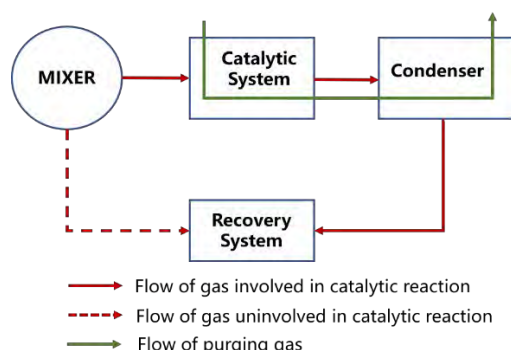 Catalytic
System
Condenser
MIXER
Recovery
System
Flow of gas involved in catalytic reaction
Flow of gas uninvolved in catalytic reaction
Flow of purging gas